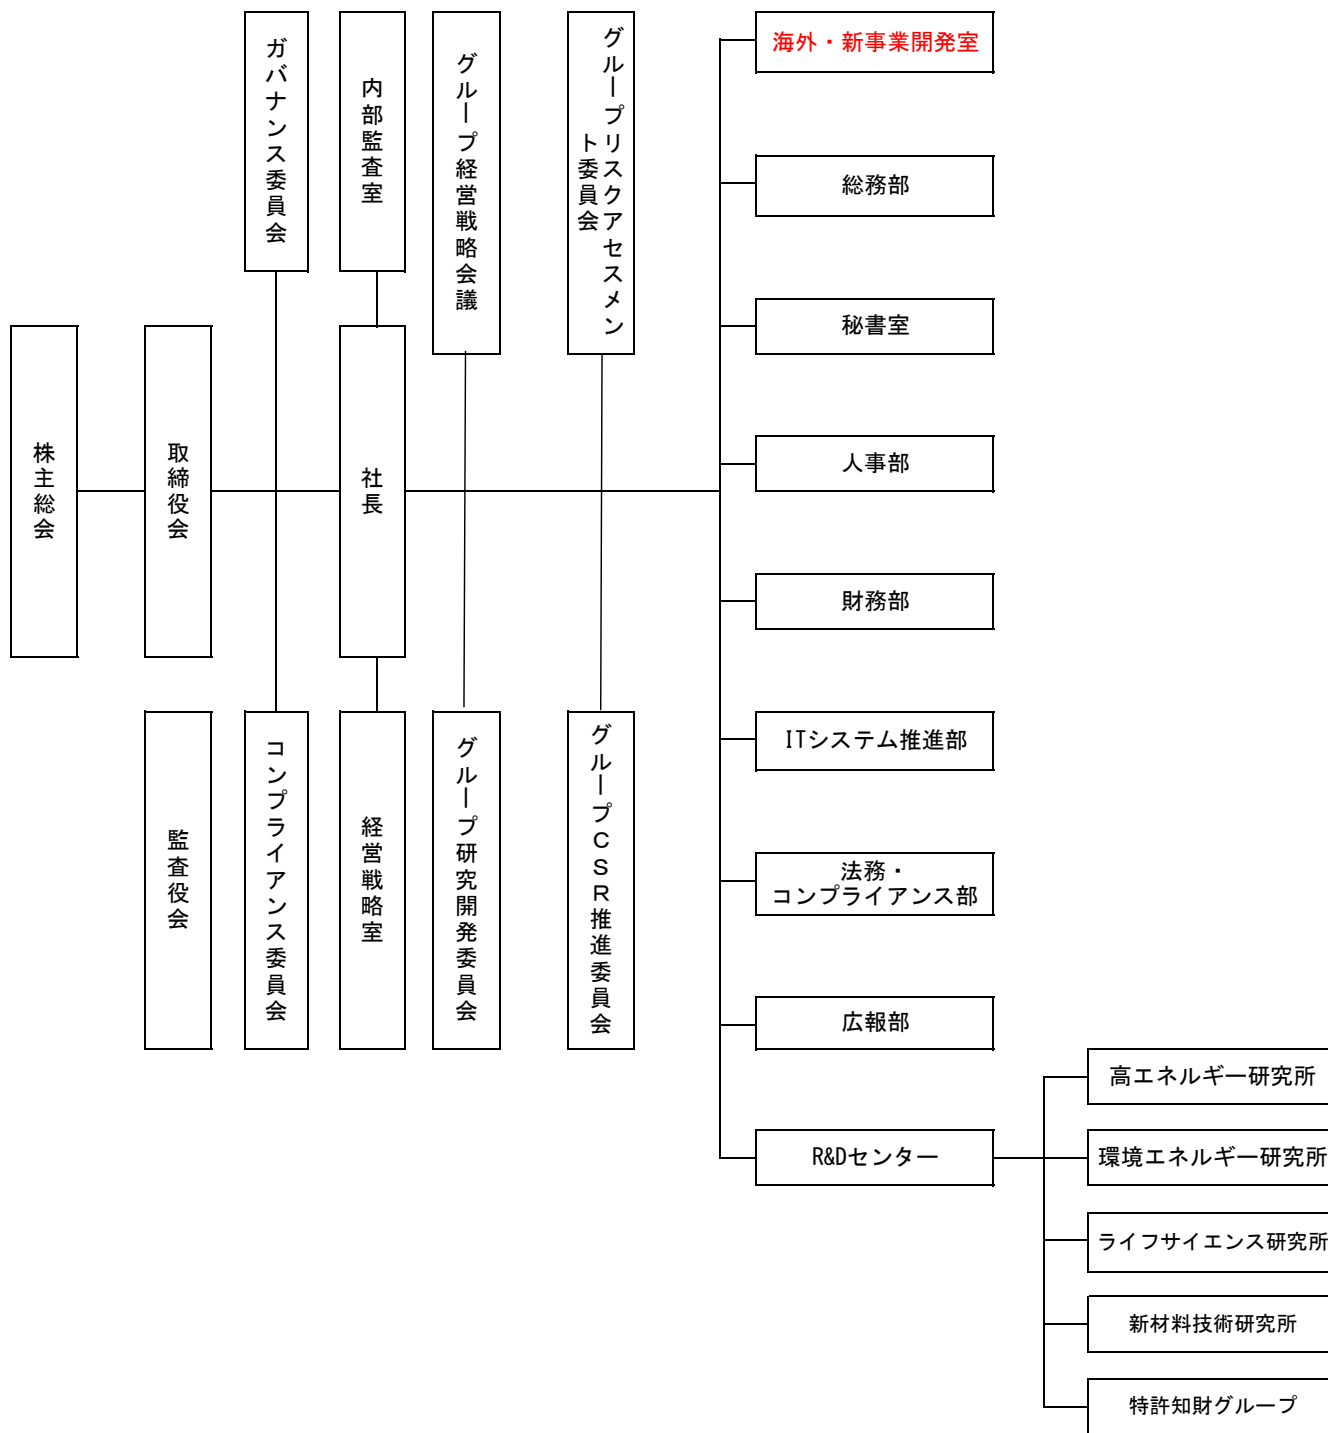 株主総会
取締役会
監査役会
ガバナンス委員会
コンプライアンス委員会
内部監査室
社長
経営戦略室
グループ経営戦略会議
グループ研究開発委員会
グループリスクアセスメン
ト委員会
グループCSR推進委員会
海外・新事業開発室
総務部
秘書室
人事部
財務部
ITシステム推進部
法務・
コンプライアンス部
広報部
R&Dセンター
高エネルギー研究所
環境エネルギー研究所
ライフサイエンス研究所
新材料技術研究所
特許知財グループ